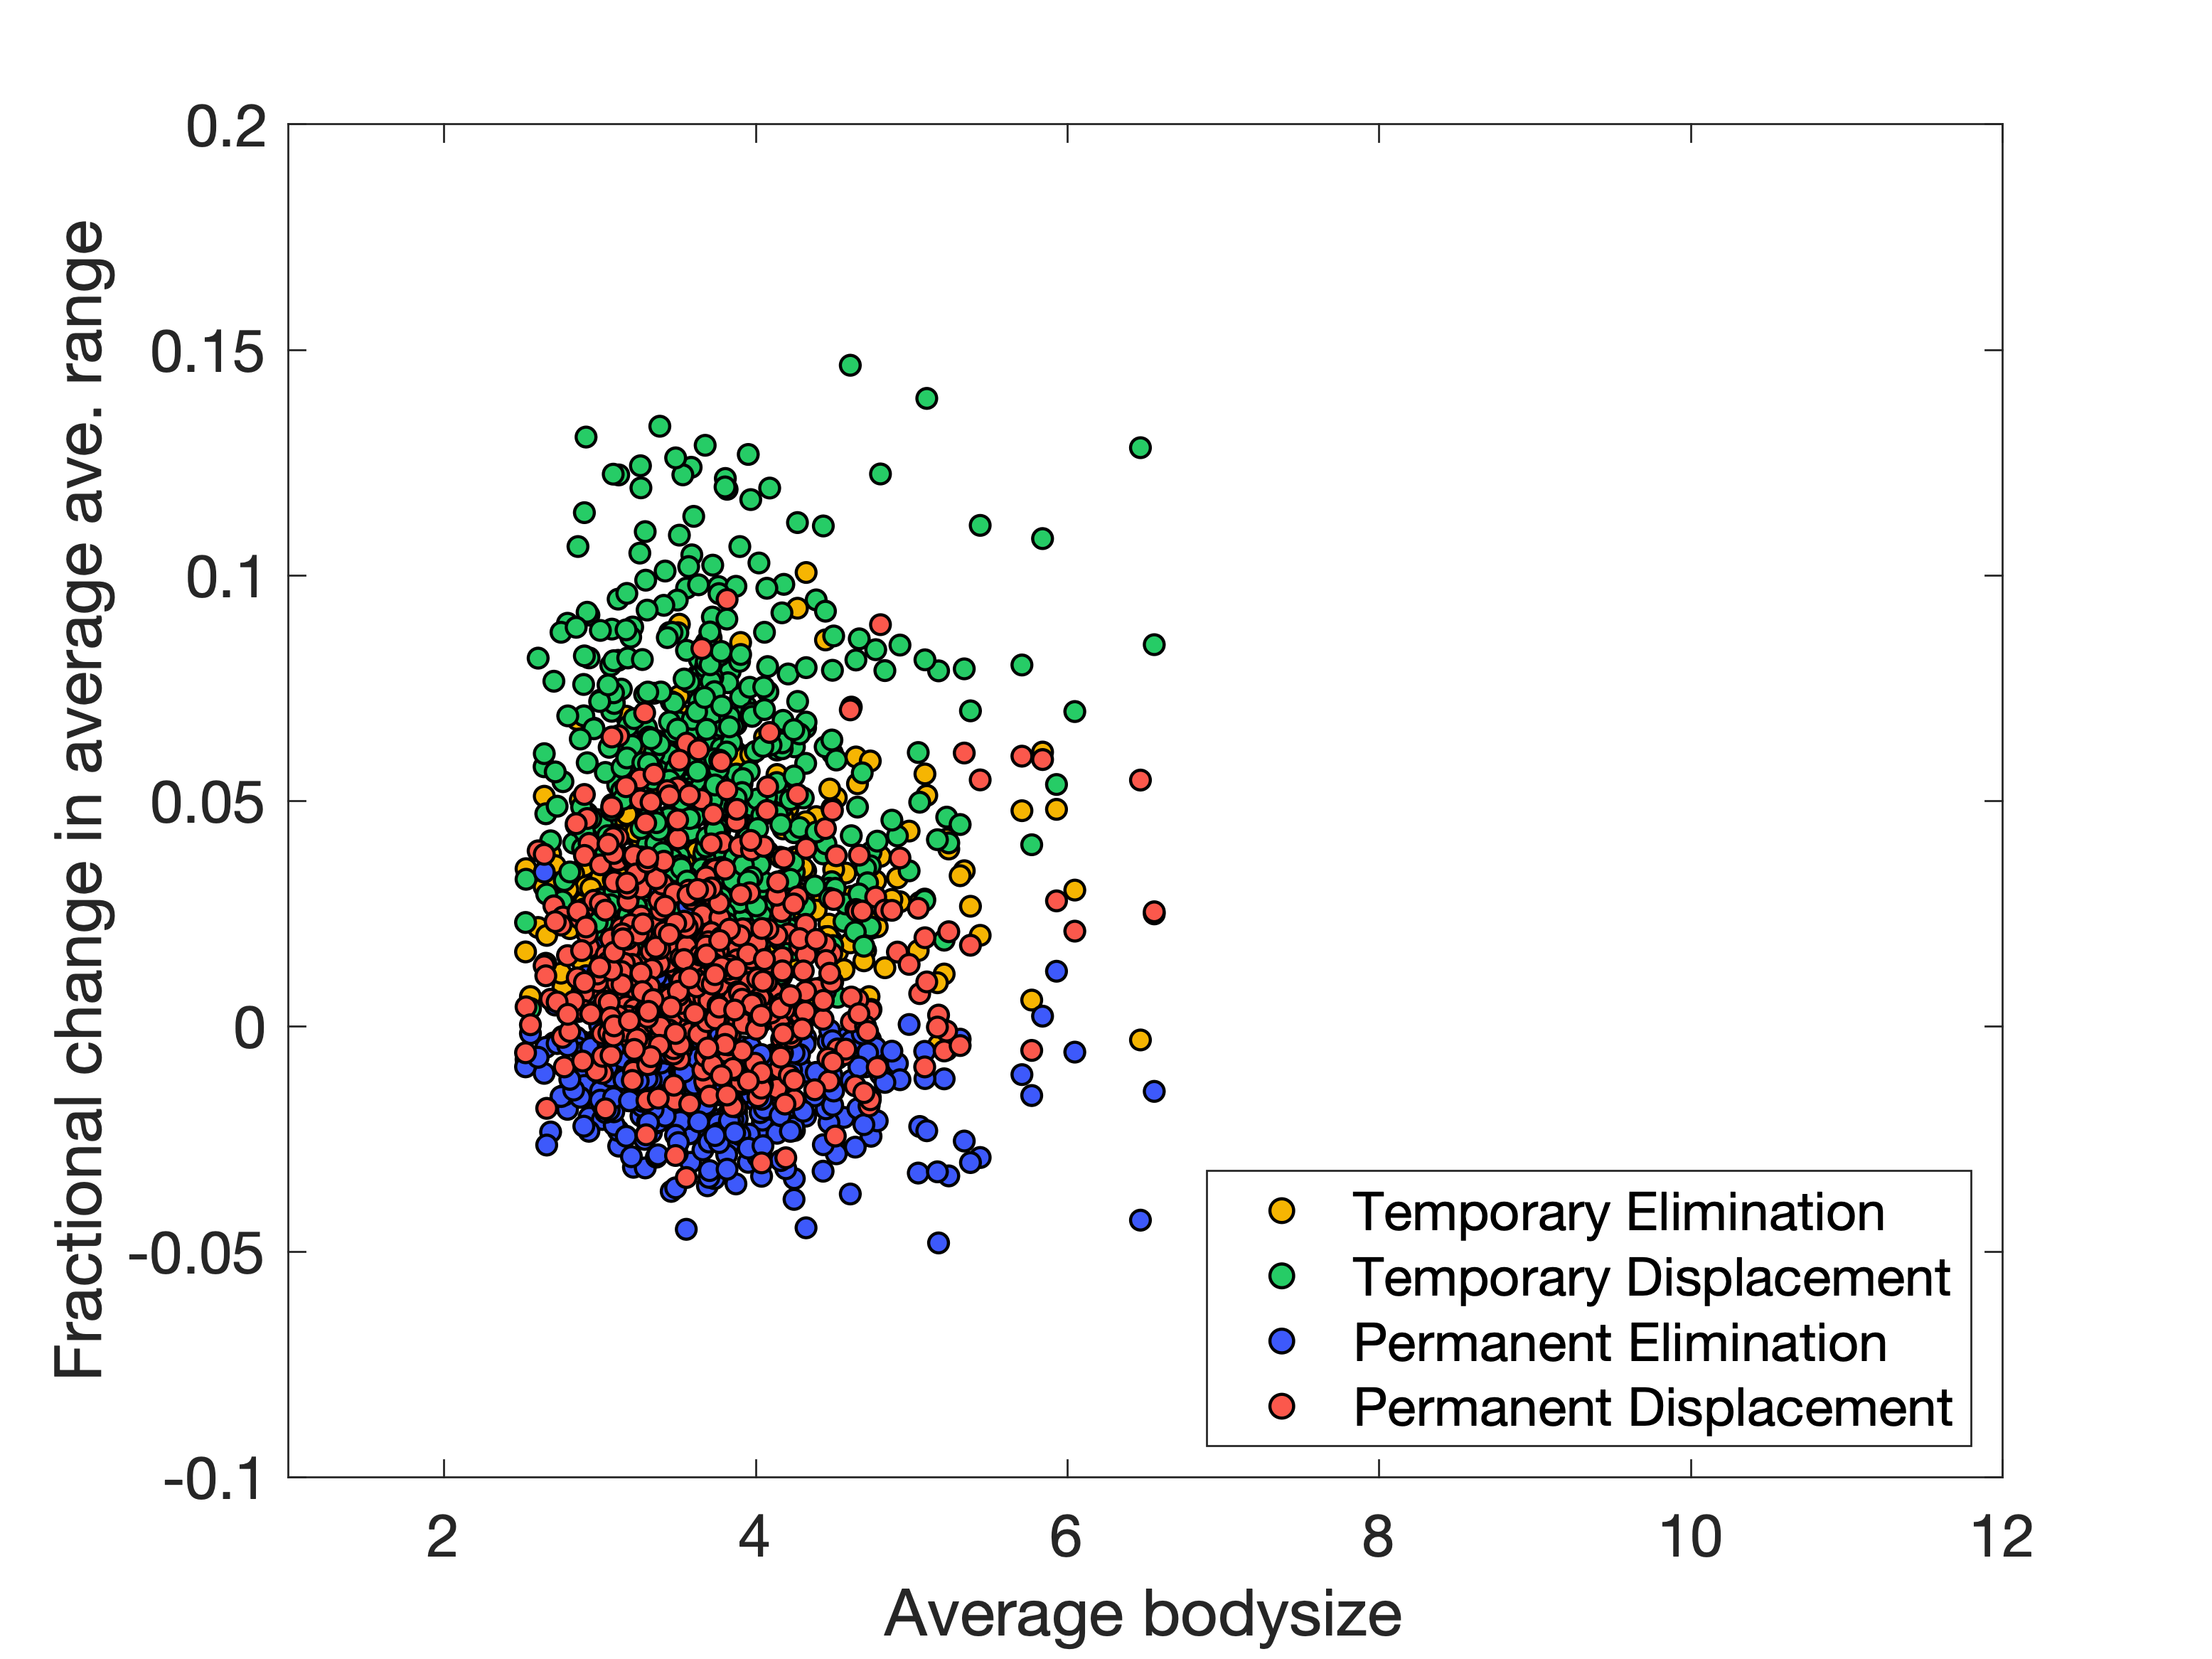 Fractional change in average ave. range
0.2
0.15
0.1
0.05
0
-0.05
-0.1
Temporary Elimination
Temporary Displacement
Permanent Elimination
Permanent Displacement
2
4
6
8
10
12
Average bodysize